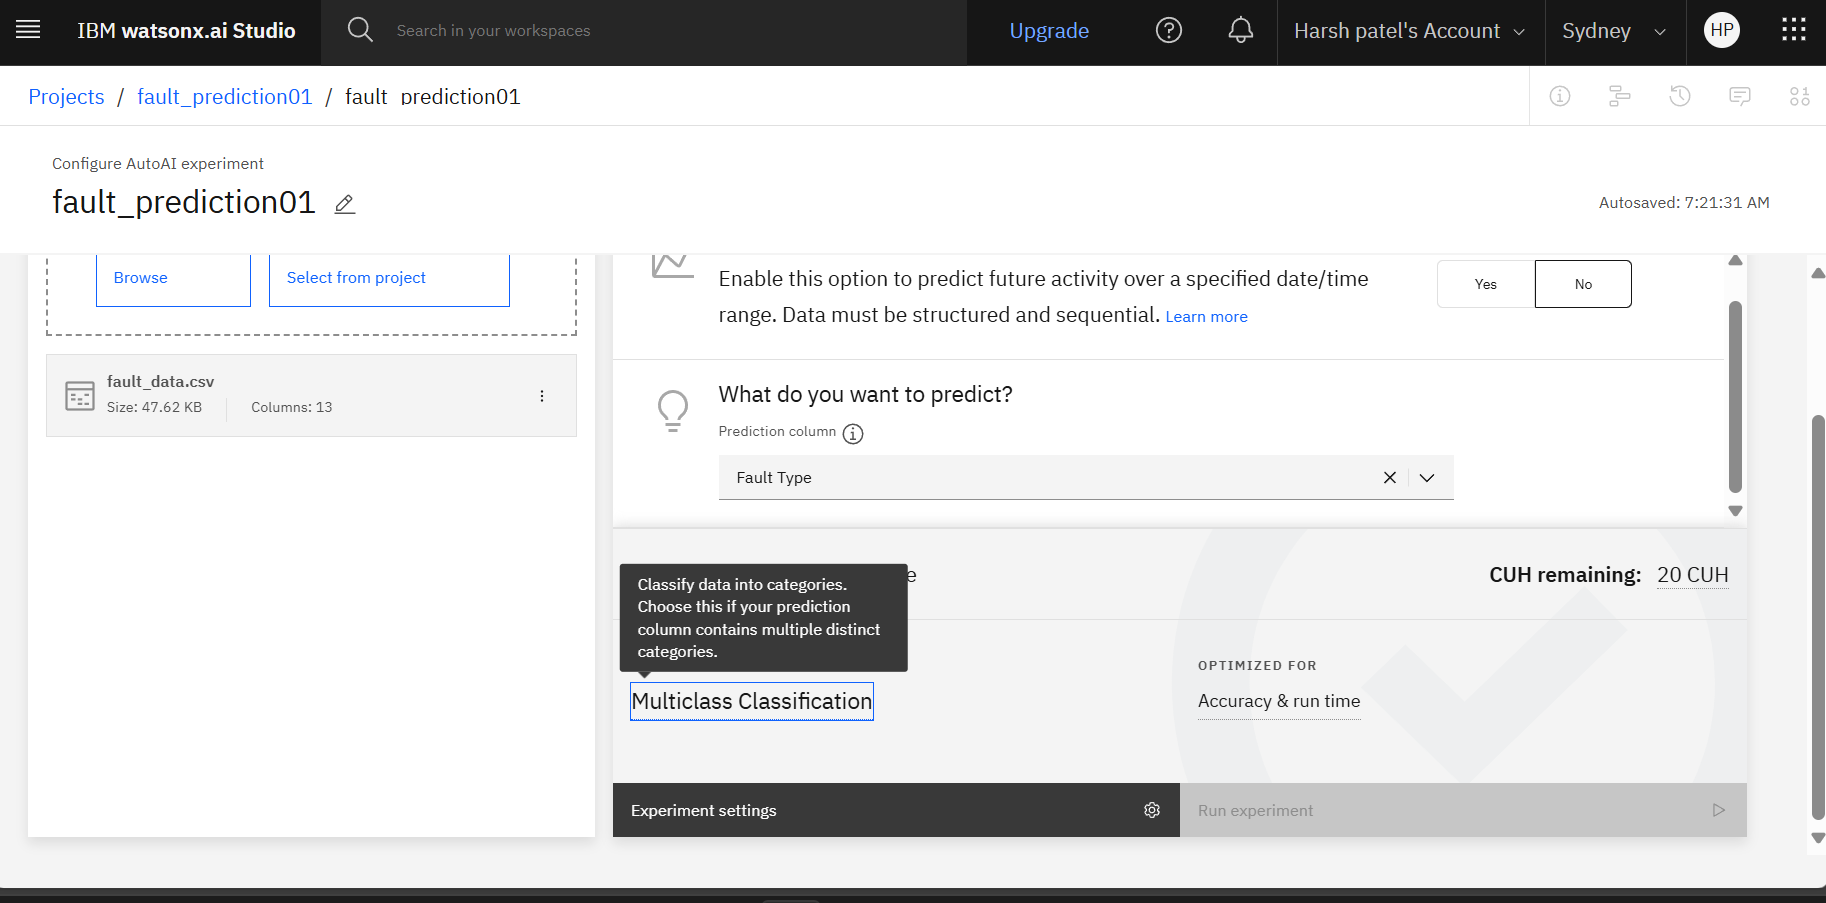 IBM watsonx.ai Studio
Search in your workspaces
Upgrade
Harsh patel's Account
Sydney
HP
Projects / fault_prediction01 / fault_prediction01
Configure AutoAI experiment
fault_prediction01
Autosaved: 7:21:31 AM
Browse
Select from project
fault_data.csv
Size: 47.62 KB
Columns: 13
Enable this option to predict future activity over a specified date/time
range. Data must be structured and sequential. Learn more
Yes
No
What do you want to predict?
Prediction column
Fault Type
CUH remaining: 20 CUH
Classify data into categories.
Choose this if your prediction
column contains multiple distinct
categories.
Multiclass Classification
OPTIMIZED FOR
Accuracy & run time
Experiment settings
Run experiment